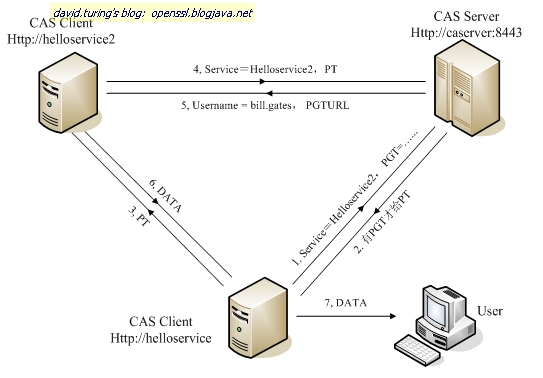 david.turing's blog:  openssl.blogjava.net
CAS Client
Http://helloservice2
CAS Server
Http://caserver:8443
4, Service＝Helloservice2，PT
5, Username = bill.gates， PGTURL
6, DATA
3, PT
1. Service＝Helloservice2，PGT=……
2. 有PGT才给PT
CAS Client
Http://helloservice
7, DATA
User